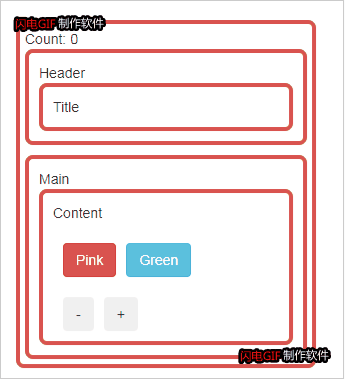 闪电GIF 制作软件
Count: 0
Header
Title
Main
Content
Pink Green
- +
闪电GIF 制作软件